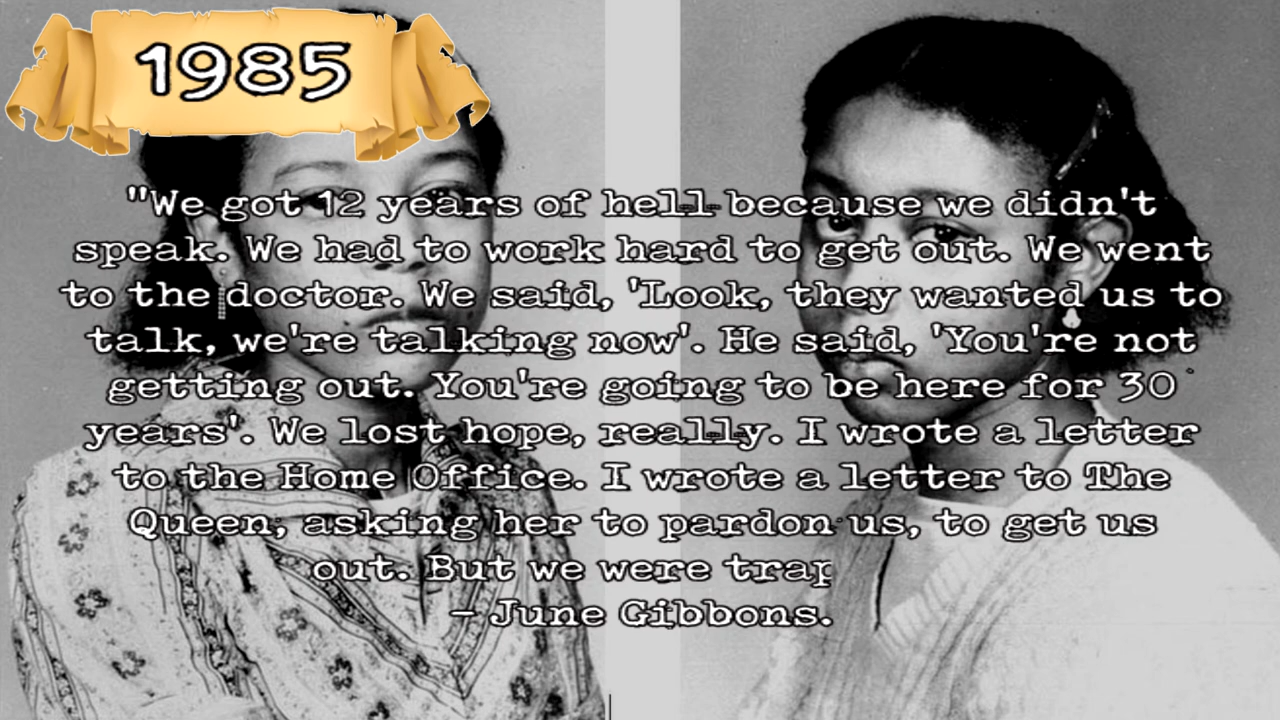 1985
"We got 12 years of hell because we didn't
speak. We had to work hard to get out. We went
to the doctor. We said, 'Look, they wanted us to
talk, we're talking now'. He said, 'You're not
getting out. You're going to be here for 30
years'. We lost hope, really. I wrote a letter
to the Home Office. I wrote a letter to The
Queen, asking her to pardon us, to get us
out. But we were trap
- June Gibbons.